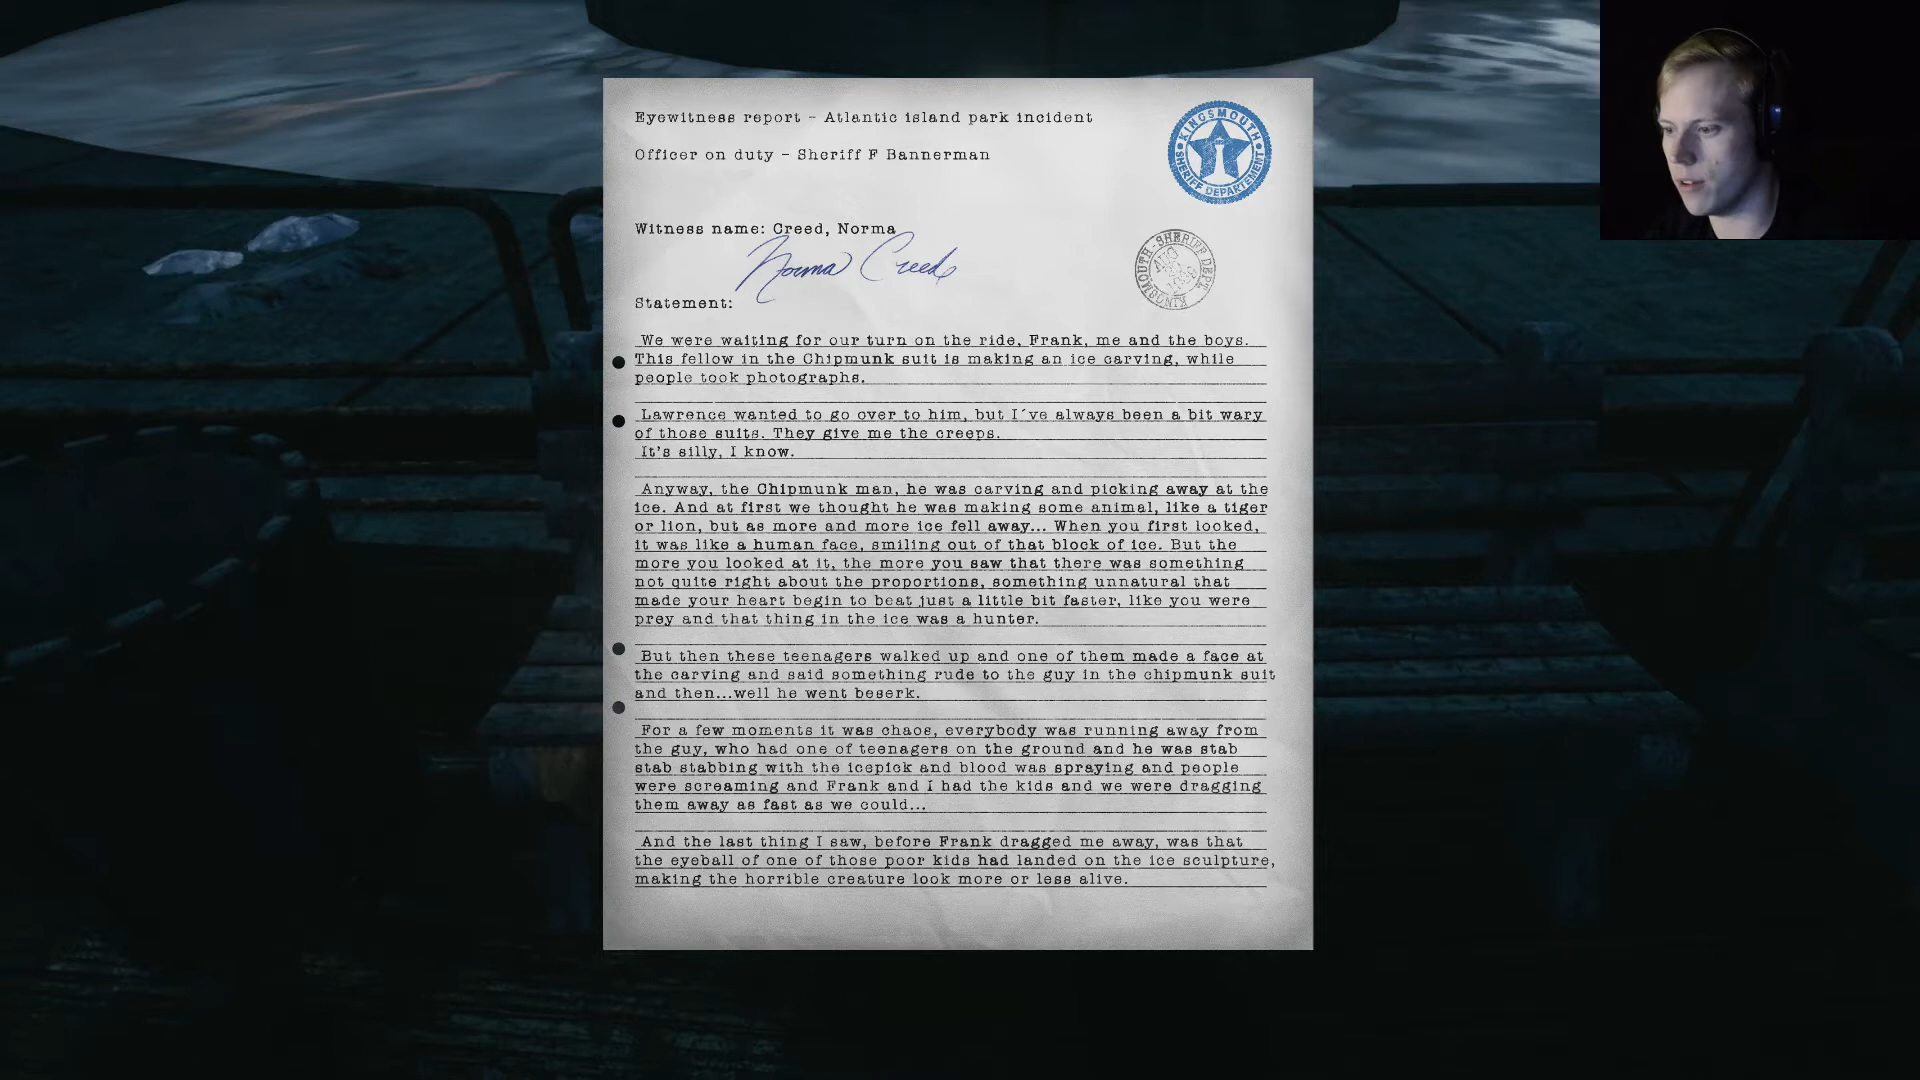 Eyewitness report - Atlantic island park incident
KINGSMOUTH
SHERIFF DEPARTEMENT
Officer on duty - Sheriff F Bannerman
Witness name: Creed, Norma
Norma Creed
KINGSMOUTH-SHERIFF DEPT.
AUG
Statement:
We were waiting for our turn on the ride, Frank, me and the boys.
This fellow in the Chipmunk suit is making an ice carving, while
people took photographs.
Lawrence wanted to go over to him, but I´ve always been a bit wary
of those suits. They give me the creeps.
It's silly, I know.
Anyway, the Chipmunk man, he was carving and picking away at the
ice. And at first we thought he was making some animal, like a tiger
or lion, but as more and more ice fell away... When you first looked,
it was like a human face, smiling out of that block of ice. But the
more you looked at it, the more you saw that there was something
not quite right about the proportions, something unnatural that
made your heart begin to beat just a little bit faster, like you were
prey and that thing in the ice was a hunter.
But then these teenagers walked up and one of them made a face at
the carving and said something rude to the guy in the chipmunk suit
and then...well he went beserk.
For a few moments it was chaos, everybody was running away from
the guy, who had one of teenagers on the ground and he was stab
stab stabbing with the icepick and blood was spraying and people
were screaming and Frank and I had the kids and we were dragging
them away as fast as we could...
And the last thing I saw, before Frank dragged me away, was that
the eyeball of one of those poor kids had landed on the ice sculpture,
making the horrible creature look more or less alive.